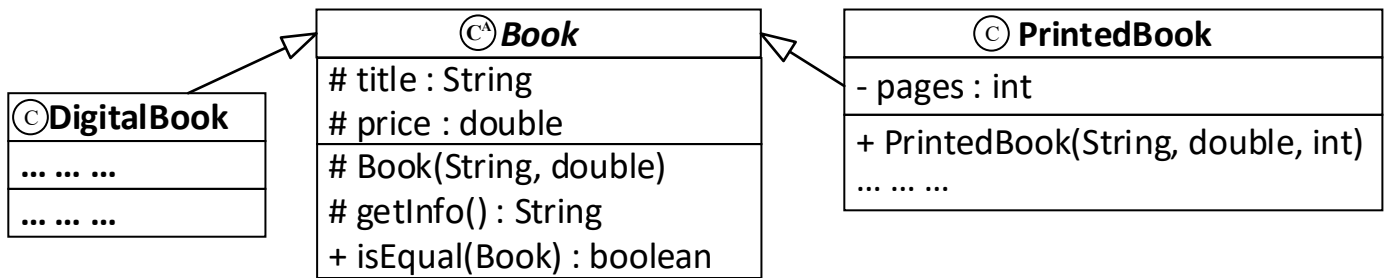 C DigitalBook
... ... ...
... ... ...
Cᴬ Book
# title : String
# price : double
# Book(String, double)
# getInfo() : String
+ isEqual(Book) : boolean
C PrintedBook
- pages : int
+ PrintedBook(String, double, int)
... ... ...